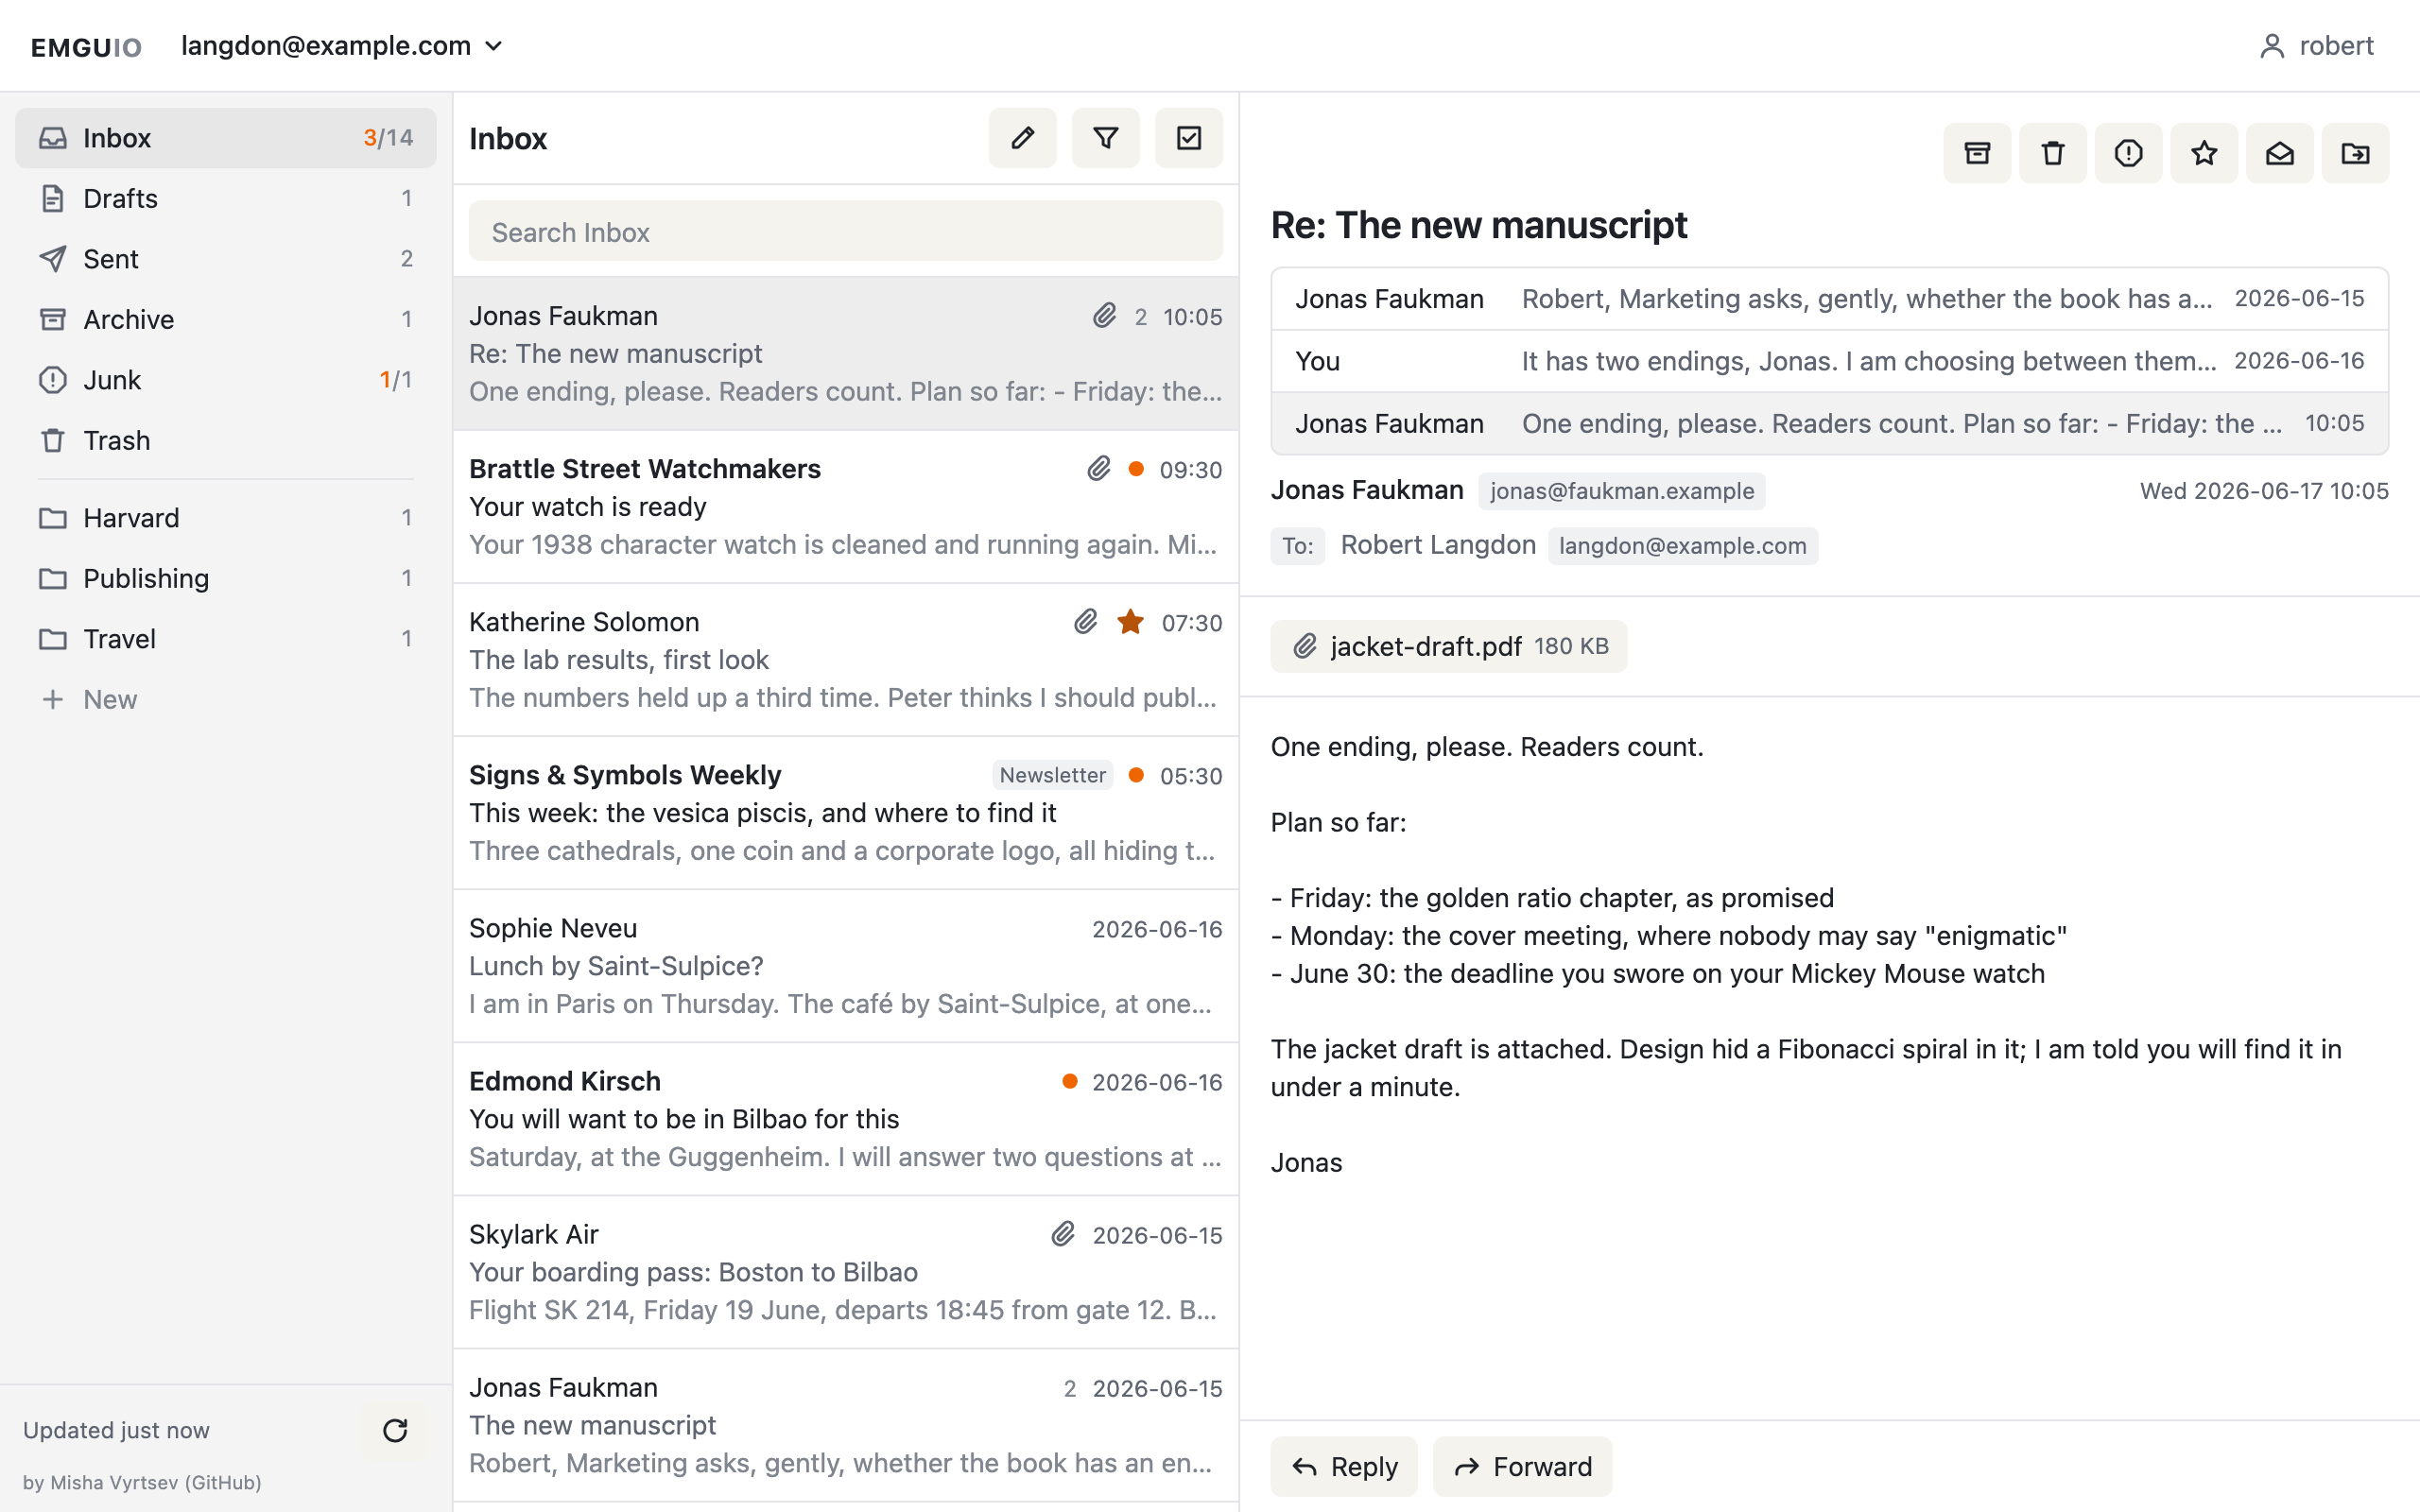 EMGUIO
langdon@example.com
robert
Inbox 3/14
Drafts 1
Sent 2
Archive 1
Junk 1/1
Trash
Harvard 1
Publishing 1
Travel 1
New
Updated just now
by Misha Vyrtsev (GitHub)
Inbox
Search Inbox
Jonas Faukman 2 10:05
Re: The new manuscript
One ending, please. Readers count. Plan so far: - Friday: the...
Brattle Street Watchmakers 09:30
Your watch is ready
Your 1938 character watch is cleaned and running again. Mi...
Katherine Solomon 07:30
The lab results, first look
The numbers held up a third time. Peter thinks I should publ...
Signs & Symbols Weekly Newsletter 05:30
This week: the vesica piscis, and where to find it
Three cathedrals, one coin and a corporate logo, all hiding t...
Sophie Neveu 2026-06-16
Lunch by Saint-Sulpice?
I am in Paris on Thursday. The café by Saint-Sulpice, at one...
Edmond Kirsch 2026-06-16
You will want to be in Bilbao for this
Saturday, at the Guggenheim. I will answer two questions at ...
Skylark Air 2026-06-15
Your boarding pass: Boston to Bilbao
Flight SK 214, Friday 19 June, departs 18:45 from gate 12. B...
Jonas Faukman 2 2026-06-15
The new manuscript
Robert, Marketing asks, gently, whether the book has an en...
Re: The new manuscript
Jonas Faukman Robert, Marketing asks, gently, whether the book has a... 2026-06-15
You It has two endings, Jonas. I am choosing between them... 2026-06-16
Jonas Faukman One ending, please. Readers count. Plan so far: - Friday: the ... 10:05
Jonas Faukman jonas@faukman.example Wed 2026-06-17 10:05
To: Robert Langdon langdon@example.com
jacket-draft.pdf 180 KB
One ending, please. Readers count.
Plan so far:
- Friday: the golden ratio chapter, as promised
- Monday: the cover meeting, where nobody may say "enigmatic"
- June 30: the deadline you swore on your Mickey Mouse watch
The jacket draft is attached. Design hid a Fibonacci spiral in it; I am told you will find it in
under a minute.
Jonas
Reply
Forward